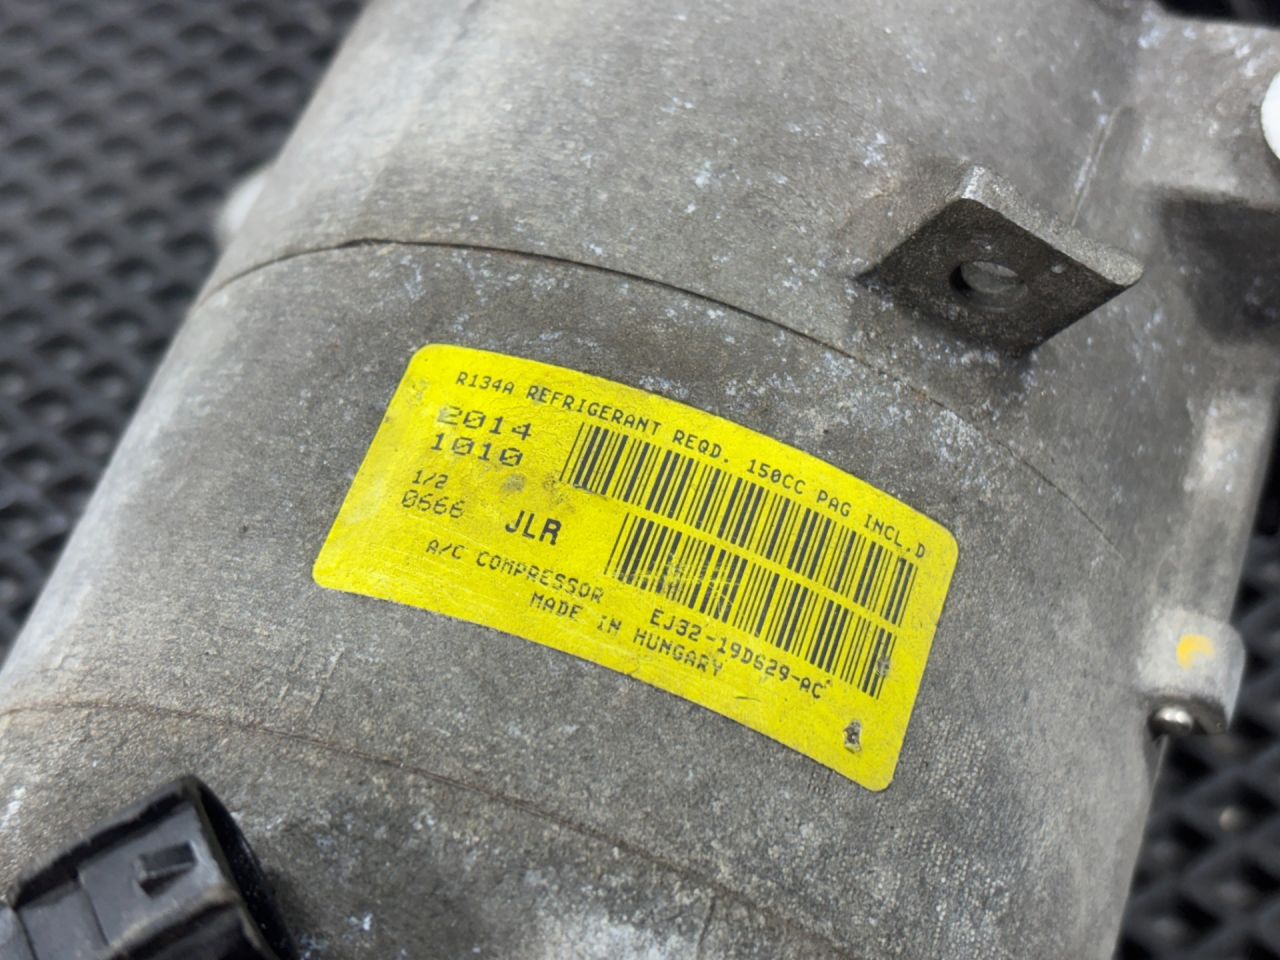 R134A REFRIGERANT REQD. 150CC PAG INCL.D
2014
1010
1/2
0666 JLR
A/C COMPRESSOR EJ32-19D629-AC
MADE IN HUNGARY